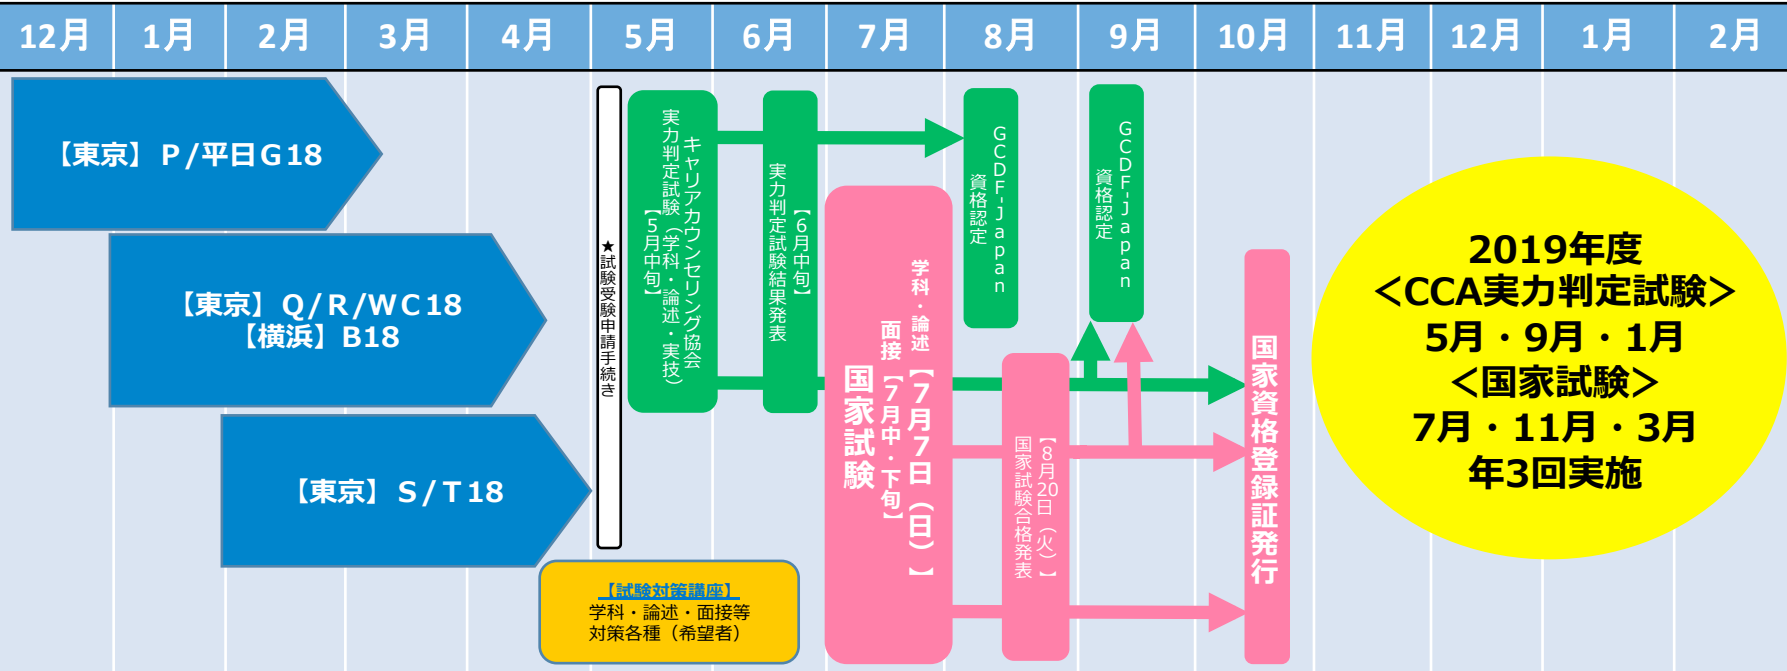 12月
1月
2月
3月
4月
5月
6月
7月
8月
9月
10月
11月
12月
1月
2月
【東京】P/平日G18
【東京】Q/R/WC18
【横浜】B18
【東京】S/T18
★試験受験申請手続き
キャリアカウンセリング協会
実力判定試験（学科・論述・実技）
【5月中旬】
【6月中旬】
実力判定試験結果発表
学科・論述【7月7日（日）】
面接【7月中・下旬】
国家試験
GCDF-Japan
資格認定
【8月20日（火）】
国家試験合格発表
GCDF-Japan
資格認定
国家資格登録証発行
【試験対策講座】
学科・論述・面接等
対策各種（希望者）
2019年度
＜CCA実力判定試験＞
5月・9月・1月
＜国家試験＞
7月・11月・3月
年3回実施